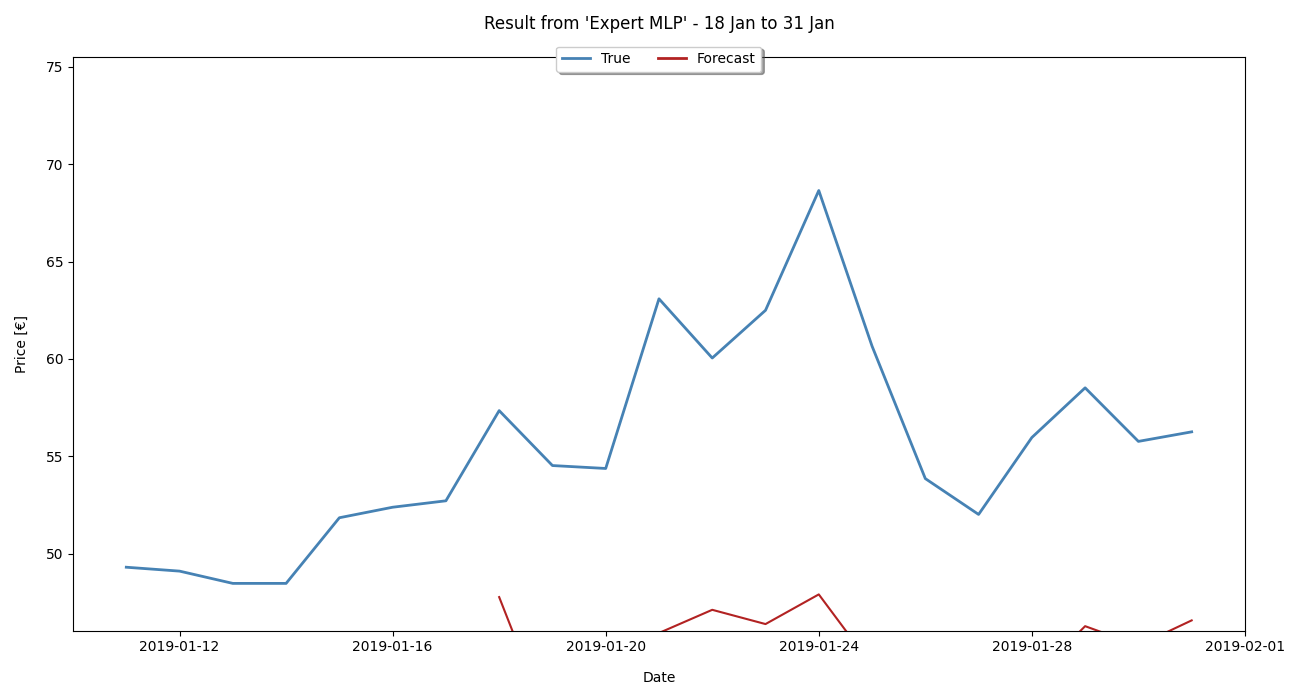 Result from 'Expert MLP' - 18 Jan to 31 Jan
True Forecast
75
70
65
60
55
50
Price [€]
2019-01-12 2019-01-16 2019-01-20 2019-01-24 2019-01-28 2019-02-01
Date